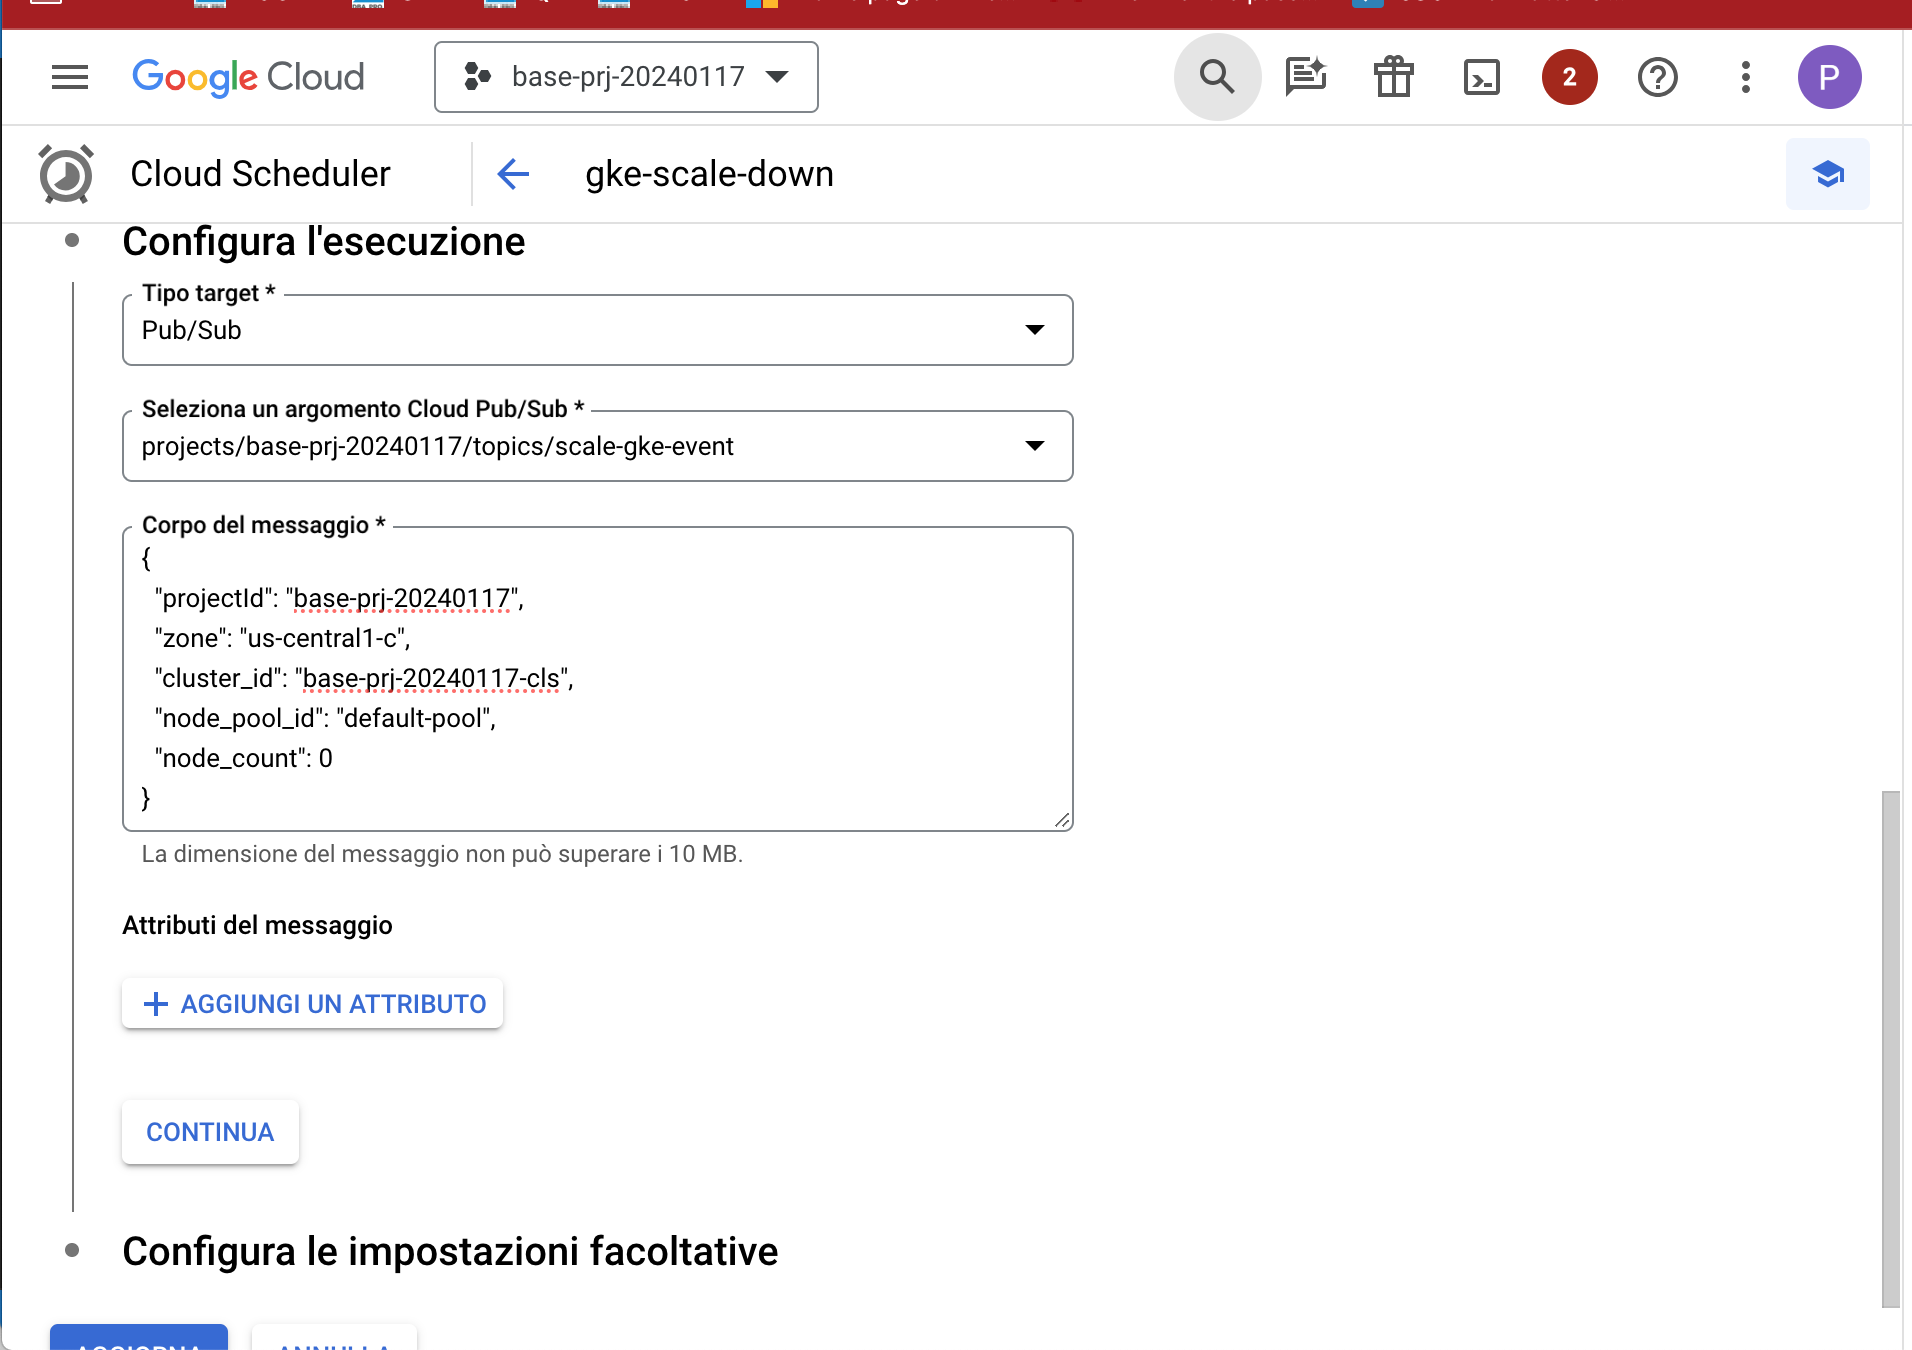 Google Cloud
base-prj-20240117
2
P
Cloud Scheduler
gke-scale-down
Configura l'esecuzione
Tipo target *
Pub/Sub
Seleziona un argomento Cloud Pub/Sub *
projects/base-prj-20240117/topics/scale-gke-event
Corpo del messaggio *
{
"projectId": "base-prj-20240117",
"zone": "us-central1-c",
"cluster_id": "base-prj-20240117-cls",
"node_pool_id": "default-pool",
"node_count": 0
}
La dimensione del messaggio non può superare i 10 MB.
Attributi del messaggio
AGGIUNGI UN ATTRIBUTO
CONTINUA
Configura le impostazioni facoltative
AGGIORNA
ANNULLA